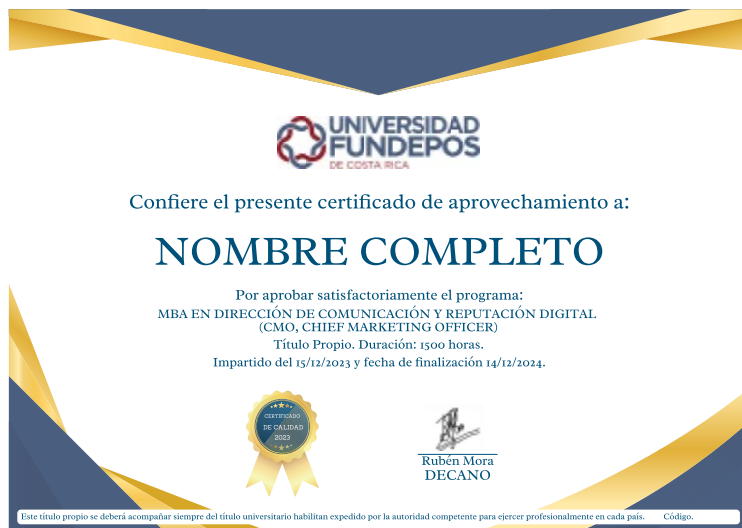 UNIVERSIDAD
FUNDEPOS
DE COSTA RICA
Confiere el presente certificado de aprovechamiento a:
NOMBRE COMPLETO
Por aprobar satisfactoriamente el programa:
MBA EN DIRECCIÓN DE COMUNICACIÓN Y REPUTACIÓN DIGITAL
(CMO, CHIEF MARKETING OFFICER)
Título Propio. Duración: 1500 horas.
Impartido del 15/12/2023 y fecha de finalización 14/12/2024.
CERTIFICADO
DE CALIDAD
2023
Rubén Mora
DECANO
Este título propio se deberá acompañar siempre del título universitario habilitan expedido por la autoridad competente para ejercer profesionalmente en cada país. Código.